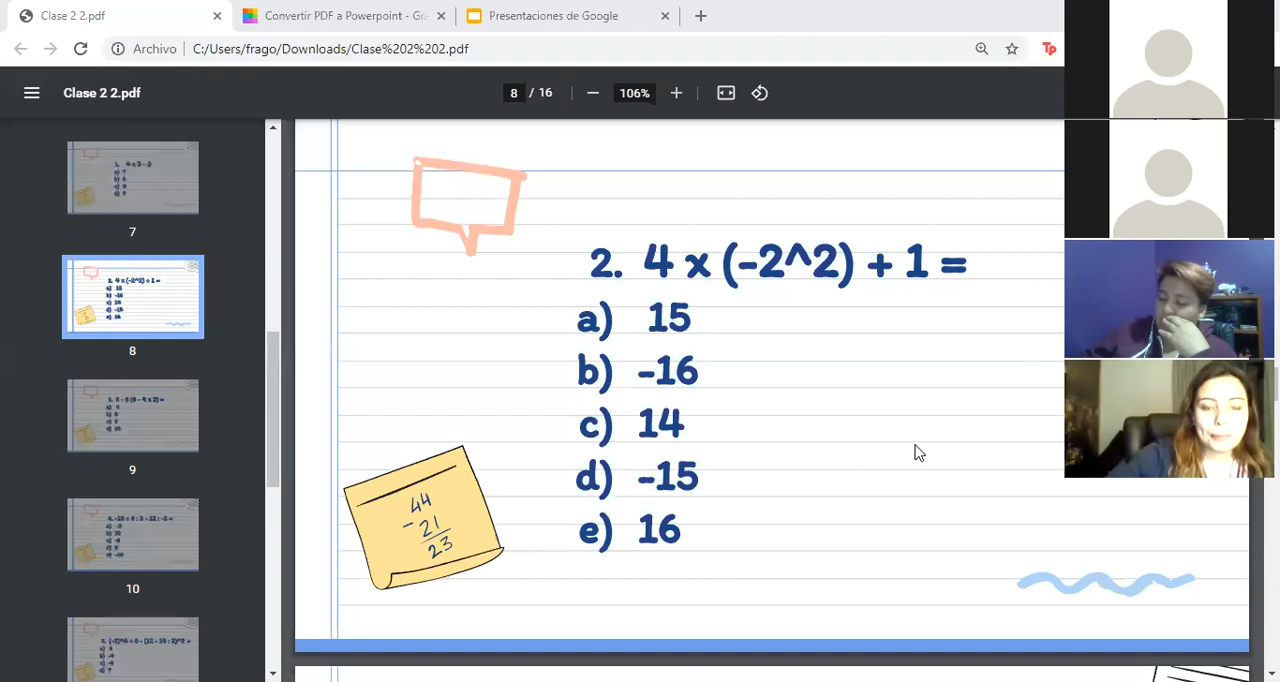 Clase 2 2.pdf
Convertir PDF a Powerpoint - Gra
Presentaciones de Google
Archivo
C:/Users/frago/Downloads/Clase%202%202.pdf
Tp
Clase 2 2.pdf
8 / 16
106%
7
8
9
10
2. 4 x (-2^2) + 1 =
a) 15
b) -16
c) 14
d) -15
e) 16
-44
21
23